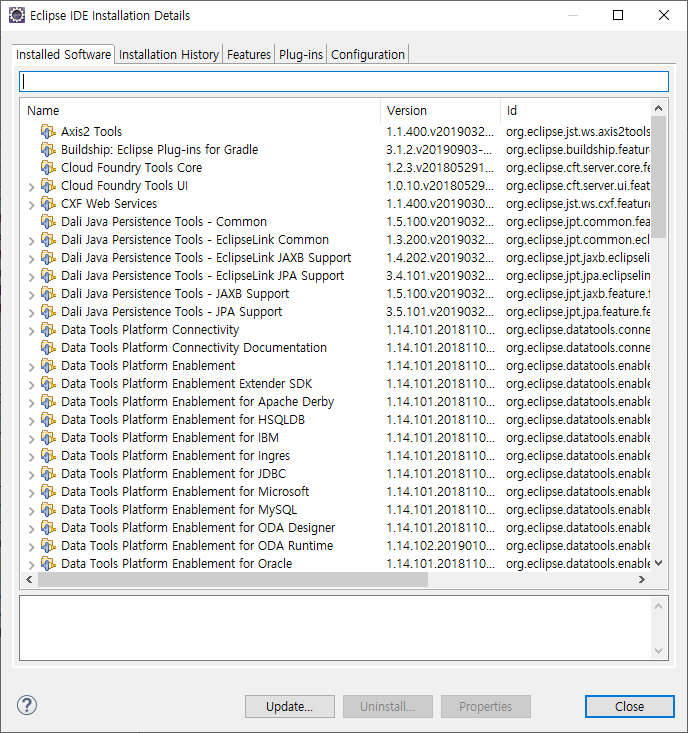 Eclipse IDE Installation Details
Installed Software Installation History Features Plug-ins Configuration
Name Version Id
Axis2 Tools 1.1.400.v2019032... org.eclipse.jst.ws.axis2tools
Buildship: Eclipse Plug-ins for Gradle 3.1.2.v20190903-... org.eclipse.buildship.feature
Cloud Foundry Tools Core 1.2.3.v201805291... org.eclipse.cft.server.core.fe
Cloud Foundry Tools UI 1.0.10.v20180529... org.eclipse.cft.server.ui.feat
CXF Web Services 1.1.400.v2019030... org.eclipse.jst.ws.cxf.feature
Dali Java Persistence Tools - Common 1.5.100.v2019032... org.eclipse.jpt.common.fea
Dali Java Persistence Tools - EclipseLink Common 1.3.200.v2019032... org.eclipse.jpt.common.ecl
Dali Java Persistence Tools - EclipseLink JAXB Support 1.4.202.v2019032... org.eclipse.jpt.jaxb.eclipseli
Dali Java Persistence Tools - EclipseLink JPA Support 3.4.101.v2019032... org.eclipse.jpt.jpa.eclipselin
Dali Java Persistence Tools - JAXB Support 1.5.100.v2019032... org.eclipse.jpt.jaxb.feature.f
Dali Java Persistence Tools - JPA Support 3.5.101.v2019032... org.eclipse.jpt.jpa.feature.fe
Data Tools Platform Connectivity 1.14.101.2018110... org.eclipse.datatools.conne
Data Tools Platform Connectivity Documentation 1.14.101.2018110... org.eclipse.datatools.conne
Data Tools Platform Enablement 1.14.101.2018110... org.eclipse.datatools.enable
Data Tools Platform Enablement Extender SDK 1.14.101.2018110... org.eclipse.datatools.enable
Data Tools Platform Enablement for Apache Derby 1.14.101.2018110... org.eclipse.datatools.enable
Data Tools Platform Enablement for HSQLDB 1.14.101.2018110... org.eclipse.datatools.enable
Data Tools Platform Enablement for IBM 1.14.101.2018110... org.eclipse.datatools.enable
Data Tools Platform Enablement for Ingres 1.14.101.2018110... org.eclipse.datatools.enable
Data Tools Platform Enablement for JDBC 1.14.101.2018110... org.eclipse.datatools.enable
Data Tools Platform Enablement for Microsoft 1.14.101.2018110... org.eclipse.datatools.enable
Data Tools Platform Enablement for MySQL 1.14.101.2018110... org.eclipse.datatools.enable
Data Tools Platform Enablement for ODA Designer 1.14.101.2018110... org.eclipse.datatools.enable
Data Tools Platform Enablement for ODA Runtime 1.14.102.2019010... org.eclipse.datatools.enable
Data Tools Platform Enablement for Oracle 1.14.101.2018110... org.eclipse.datatools.enable
Update... Uninstall... Properties Close